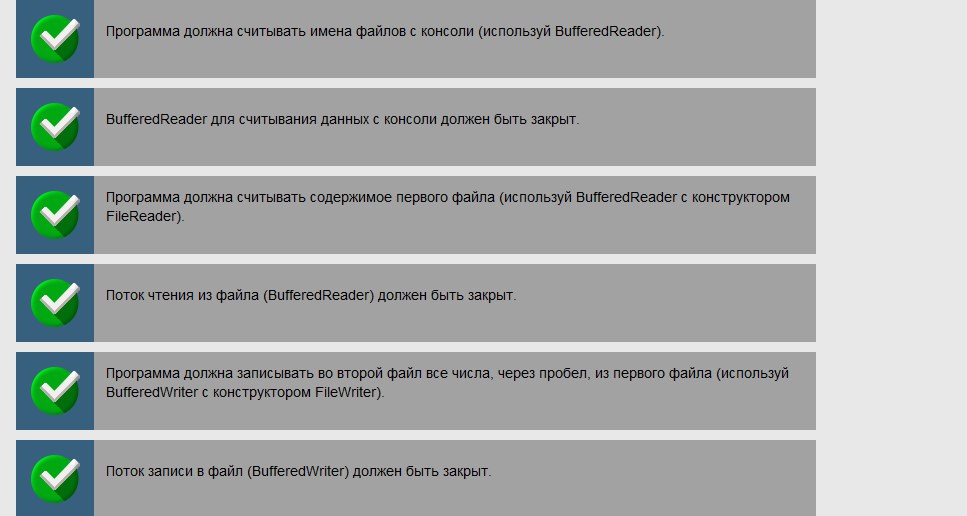 Программа должна считывать имена файлов с консоли (используй BufferedReader).
BufferedReader для считывания данных с консоли должен быть закрыт.
Программа должна считывать содержимое первого файла (используй BufferedReader с конструктором
FileReader).
Поток чтения из файла (BufferedReader) должен быть закрыт.
Программа должна записывать во второй файл все числа, через пробел, из первого файла (используй
BufferedWriter с конструктором FileWriter).
Поток записи в файл (BufferedWriter) должен быть закрыт.